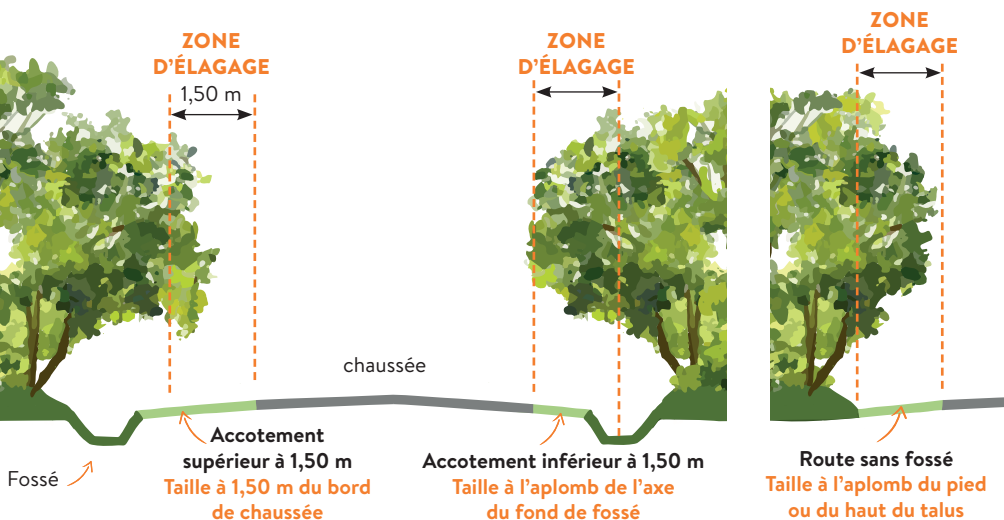 ZONE
D'ÉLAGAGE
1,50 m
ZONE
D'ÉLAGAGE
ZONE
D'ÉLAGAGE
chaussée
Fossé
Accotement
supérieur à 1,50 m
Taille à 1,50 m du bord
de chaussée
Accotement inférieur à 1,50 m
Taille à l'aplomb de l'axe
du fond de fossé
Route sans fossé
Taille à l'aplomb du pied
ou du haut du talus